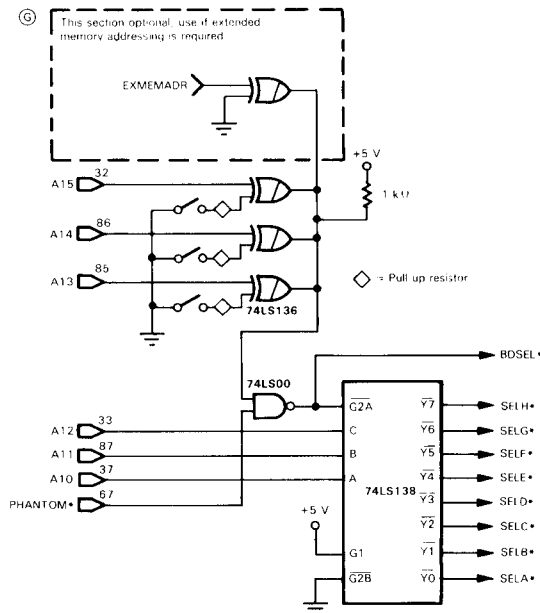 G
This section optional, use if extended
memory addressing is required
EXMEMADR
+5 V
A15 32
1 kΩ
A14 86
A13 85
◇ = Pull up resistor
74LS136
74LS00
BDSEL*
G2A Y7 SELH*
A12 33
C Y6 SELG*
A11 87
B Y5 SELF*
A10 37
A Y4 SELE*
74LS138
PHANTOM* 67
Y3 SELD*
+5 V
Y2 SELC*
G1 Y1 SELB*
G2B Y0 SELA*